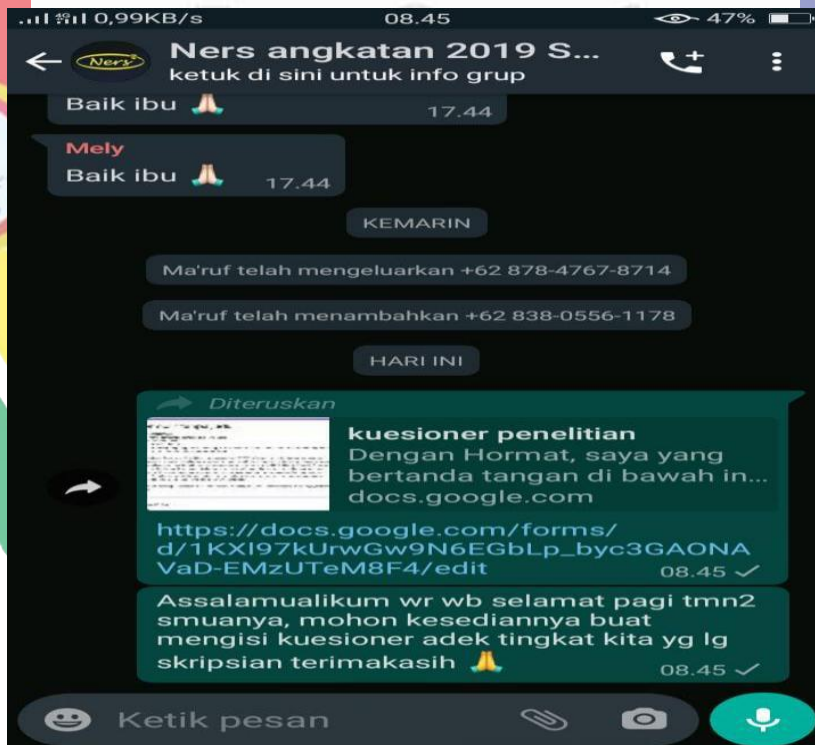 0,99KB/s 08.45 47%
Ners
Ners angkatan 2019 S...
ketuk di sini untuk info grup
Baik ibu 🙏🏻 17.44
Mely
Baik ibu 🙏🏻 17.44
KEMARIN
Ma'ruf telah mengeluarkan +62 878-4767-8714
Ma'ruf telah menambahkan +62 838-0556-1178
HARI INI
Diteruskan
kuesioner penelitian
Dengan Hormat, saya yang
bertanda tangan di bawah in...
docs.google.com
https://docs.google.com/forms/
d/1KXI97kUrwGw9N6EGbLp_byc3GAONA
VaD-EMzUTeM8F4/edit 08.45
Assalamualikum wr wb selamat pagi tmn2
smuanya, mohon kesediannya buat
mengisi kuesioner adek tingkat kita yg lg
skripsian terimakasih 🙏 08.45
Ketik pesan